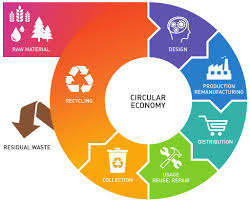 RAW MATERIAL
DESIGN
PRODUCTION
REMANUFACTURING
DISTRIBUTION
USAGE
REUSE, REPAIR
COLLECTION
RECYCLING
RESIDUAL WASTE
CIRCULAR
ECONOMY